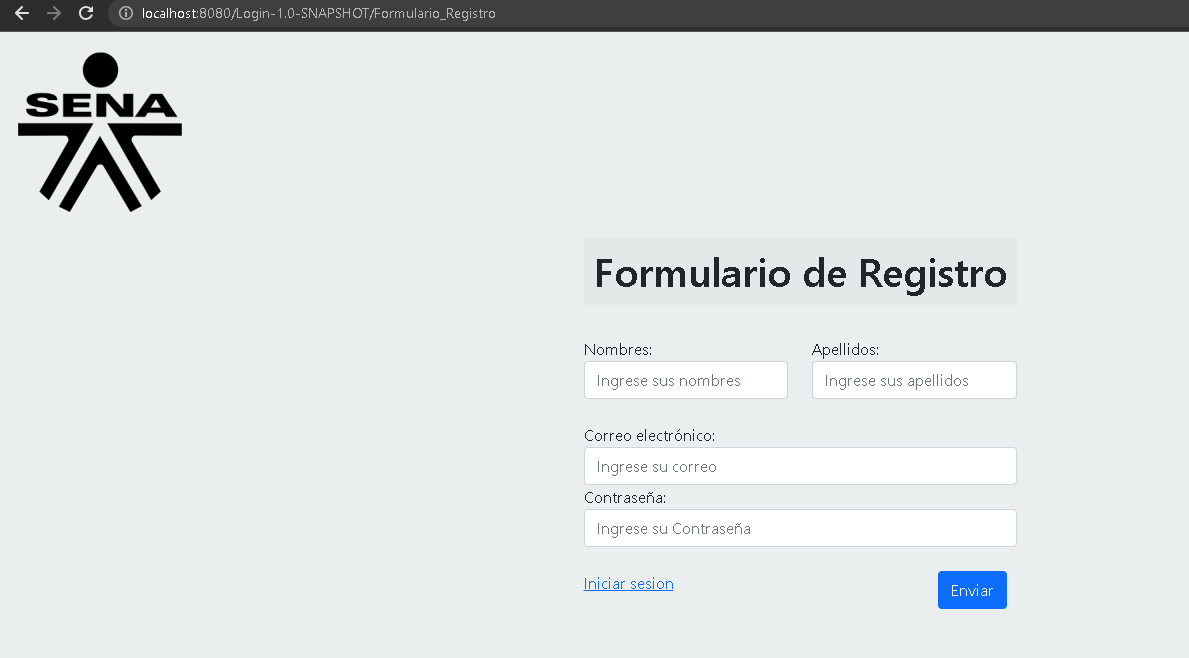 localhost:8080/Login-1.0-SNAPSHOT/Formulario_Registro
SENA
Formulario de Registro
Nombres: Apellidos:
Ingrese sus nombres Ingrese sus apellidos
Correo electrónico:
Ingrese su correo
Contraseña:
Ingrese su Contraseña
Iniciar sesion Enviar